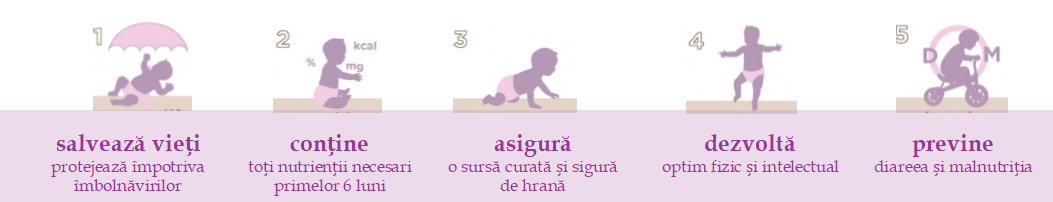 1
salvează vieți
protejează împotriva
îmbolnăvirilor
2
kcal
%
mg
conține
toți nutrienții necesari
primelor 6 luni
3
asigură
o sursă curată și sigură
de hrană
4
dezvoltă
optim fizic și intelectual
5
D M
previne
diareea și malnutriția